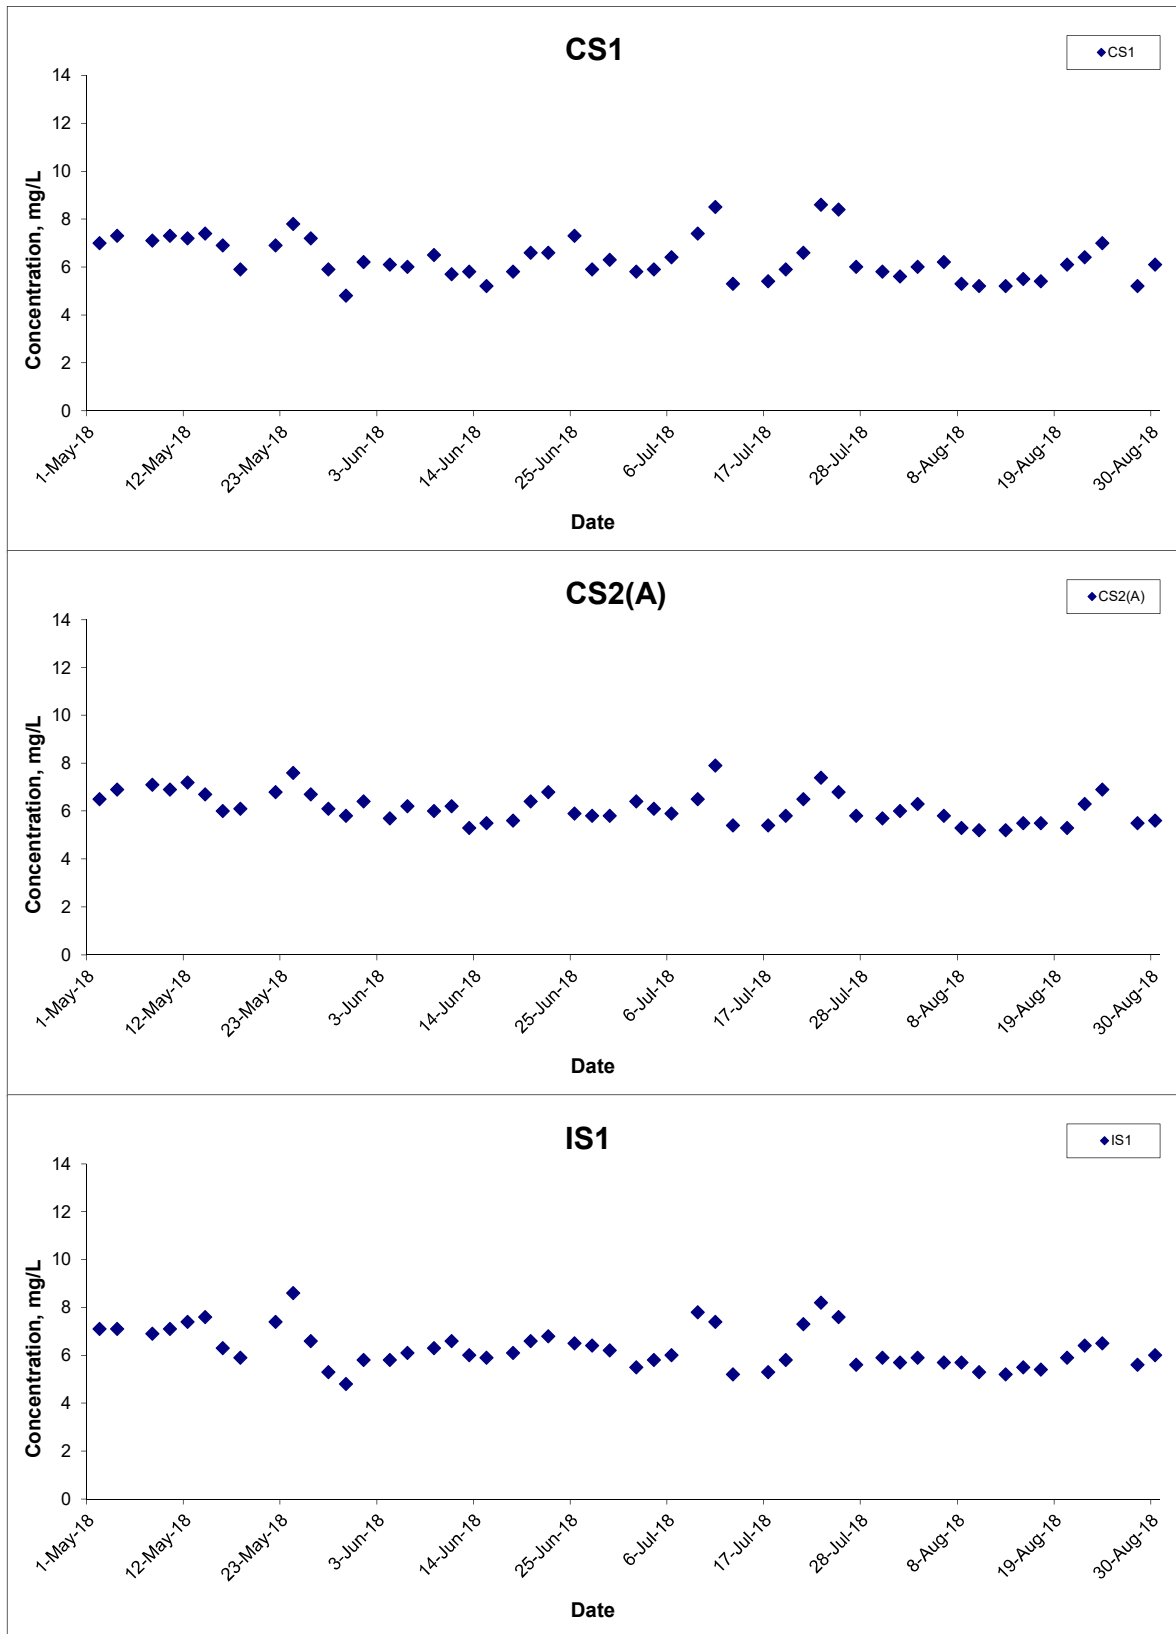 CS1
CS1
14
12
10
8
6
4
2
0
Concentration, mg/L
1-May-18
12-May-18
23-May-18
3-Jun-18
14-Jun-18
25-Jun-18
6-Jul-18
17-Jul-18
28-Jul-18
8-Aug-18
19-Aug-18
30-Aug-18
Date
CS2(A)
CS2(A)
14
12
10
8
6
4
2
0
Concentration, mg/L
1-May-18
12-May-18
23-May-18
3-Jun-18
14-Jun-18
25-Jun-18
6-Jul-18
17-Jul-18
28-Jul-18
8-Aug-18
19-Aug-18
30-Aug-18
Date
IS1
IS1
14
12
10
8
6
4
2
0
Concentration, mg/L
1-May-18
12-May-18
23-May-18
3-Jun-18
14-Jun-18
25-Jun-18
6-Jul-18
17-Jul-18
28-Jul-18
8-Aug-18
19-Aug-18
30-Aug-18
Date